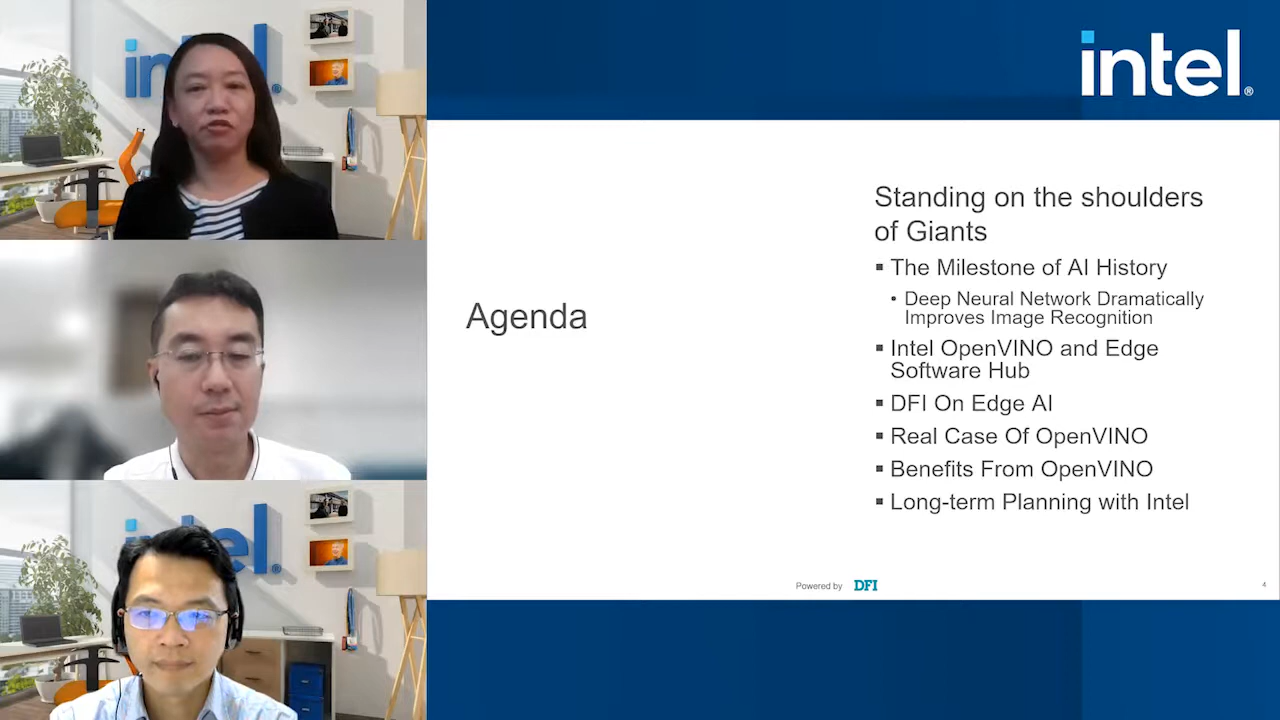 intel
intel
intel
Agenda
Standing on the shoulders
of Giants
▪ The Milestone of AI History
• Deep Neural Network Dramatically
Improves Image Recognition
▪ Intel OpenVINO and Edge
Software Hub
▪ DFI On Edge AI
▪ Real Case Of OpenVINO
▪ Benefits From OpenVINO
▪ Long-term Planning with Intel
Powered by DFI
4